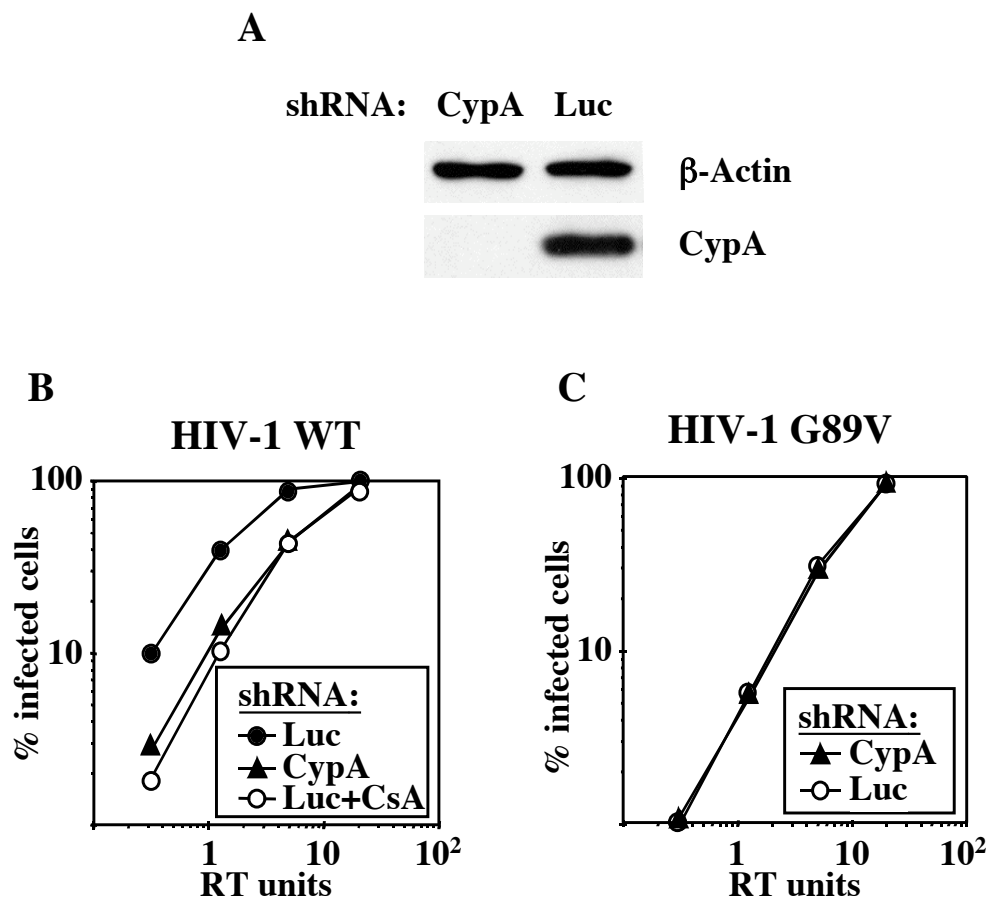 A
shRNA: CypA Luc
β-Actin
CypA
B
HIV-1 WT
% infected cells
100
10
shRNA:
Luc
CypA
Luc+CsA
1 10 10²
RT units
C
HIV-1 G89V
% infected cells
100
10
shRNA:
CypA
Luc
1 10 10²
RT units